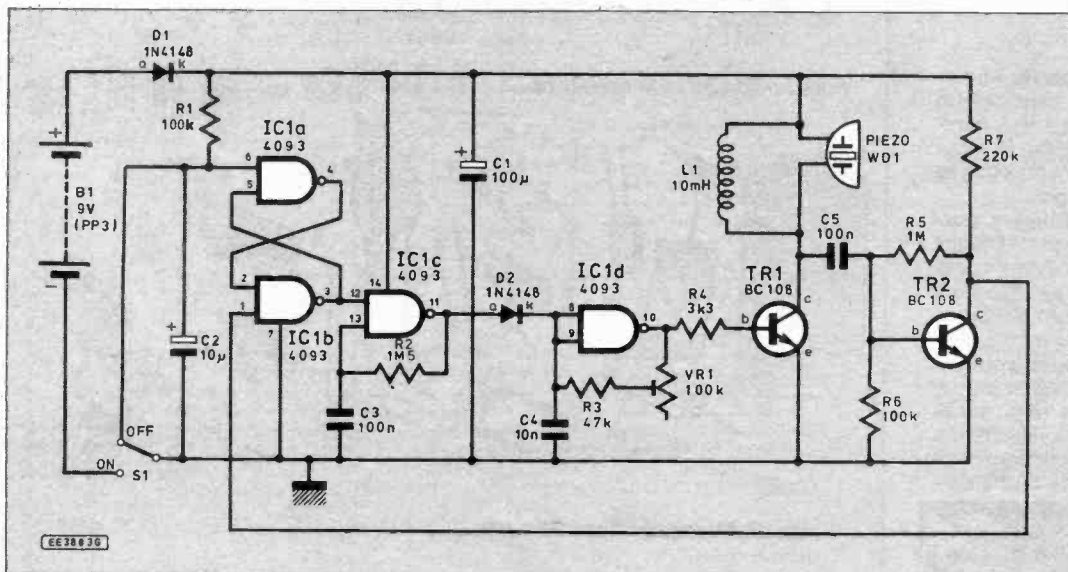 D1
1N4148
a
k
R1
100k
IC1a
4093
6
5
4
+
B1
9V
(PP3)
-
+
C1
100µ
L1
10mH
PIEZO
WD1
R7
220k
IC1c
4093
14
12
13
11
2
1
3
7
IC1b
4093
R2
1M5
+
C2
10µ
C3
100n
D2
1N4148
a
k
IC1d
4093
8
9
10
R4
3k3
R3
47k
VR1
100k
C4
10n
TR1
BC108
b
c
e
C5
100n
R5
1M
TR2
BC108
b
c
e
R6
100k
OFF
ON
S1
EE3883G